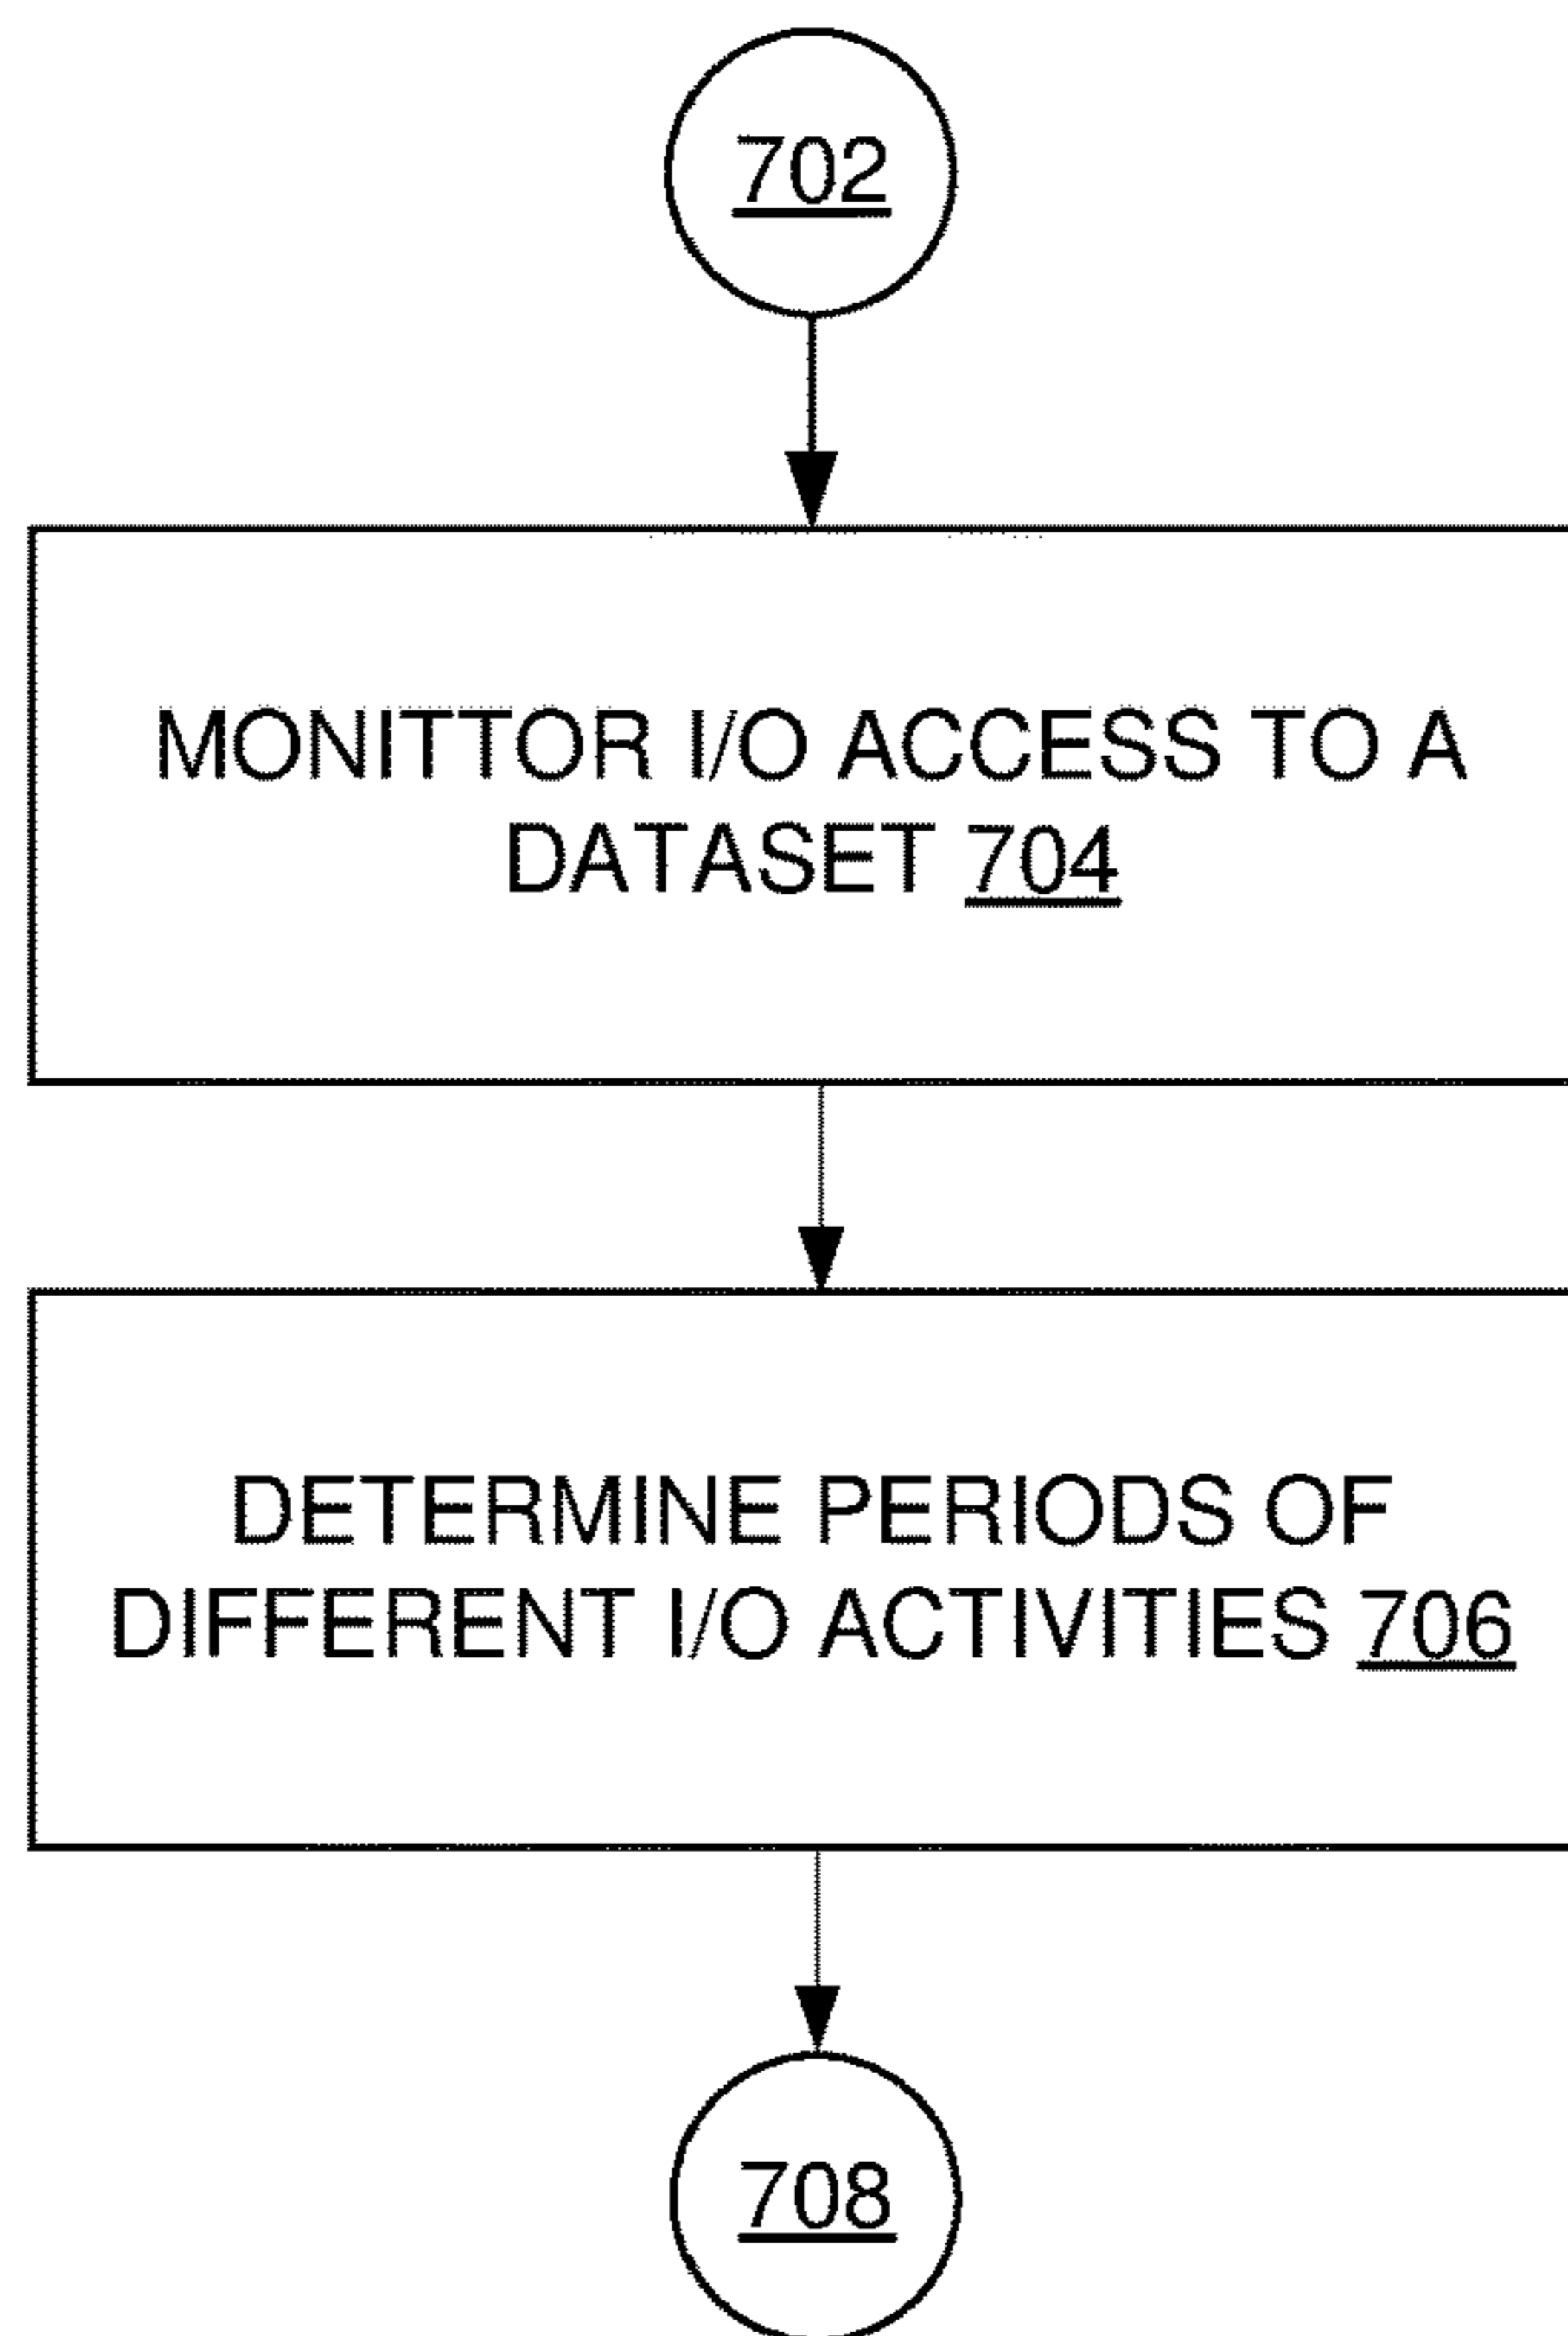 702
MONITTOR I/O ACCESS TO A
DATASET 704
DETERMINE PERIODS OF
DIFFERENT I/O ACTIVITIES 706
708